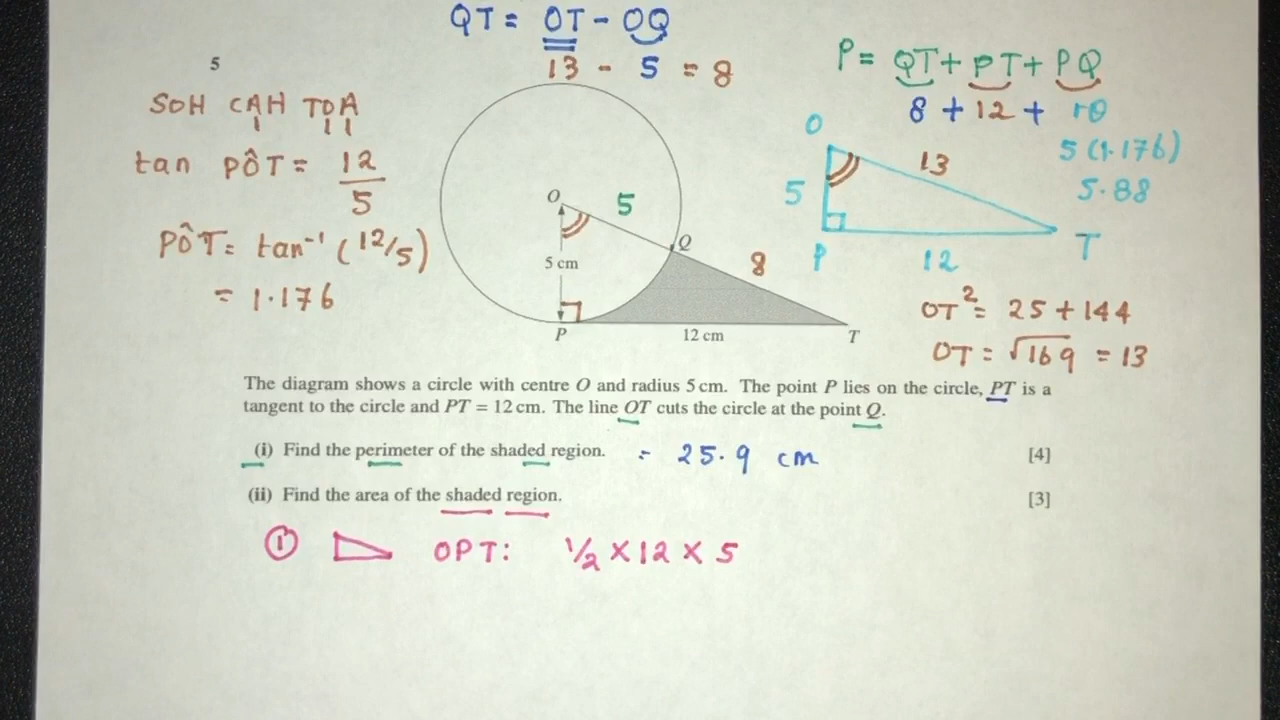 QT = OT - OQ
13 - 5 = 8
5
SOH CAH TOA
tan PÔT = 12/5
PÔT = tan⁻¹ (12/5)
= 1.176
P = QT + PT + PQ
8 + 12 + rθ
5 (1.176)
5.88
O
13
5
P
12
T
OT² = 25 + 144
OT = √169 = 13
O
5
Q
8
5 cm
P
12 cm
T
The diagram shows a circle with centre O and radius 5 cm. The point P lies on the circle, PT is a
tangent to the circle and PT = 12 cm. The line OT cuts the circle at the point Q.
(i) Find the perimeter of the shaded region. = 25.9 cm [4]
(ii) Find the area of the shaded region. [3]
① OPT: 1/2 × 12 × 5